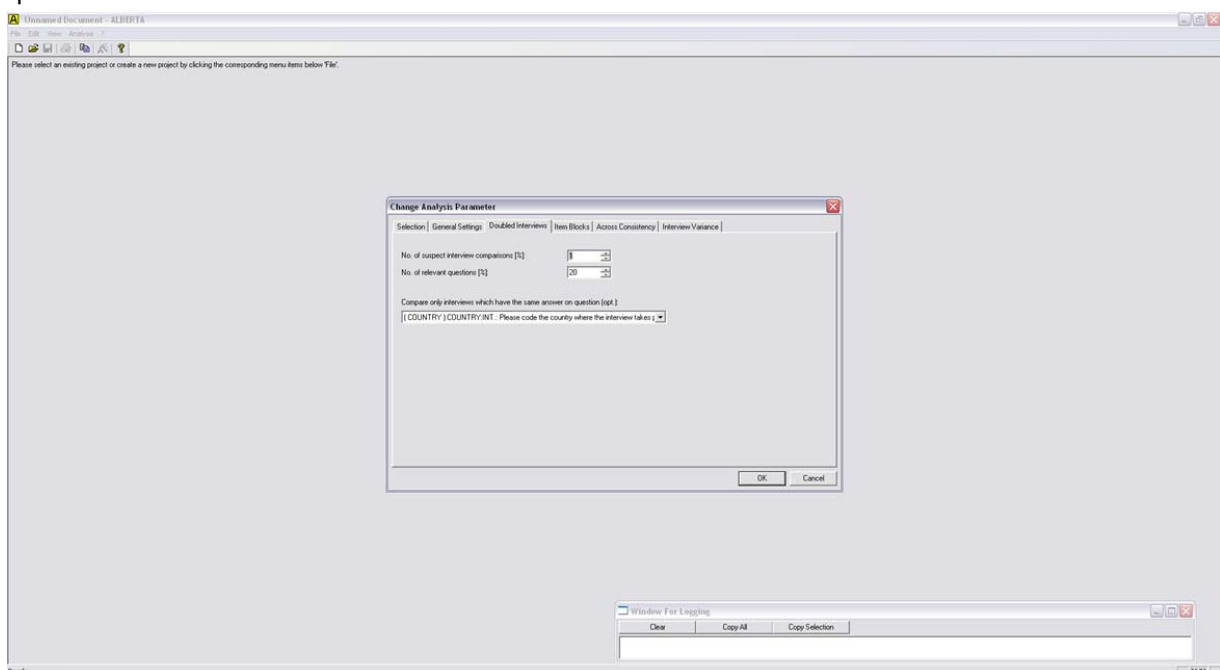 Unnamed Document - ALBERTA
File Edit View Analysis ?
Please select an existing project or create a new project by clicking the corresponding menu items below 'File'.
Change Analysis Parameter
Selection General Settings Doubled Interviews Item Blocks Across Consistency Interview Variance
No. of suspect interview comparisons [%]:
No. of relevant questions [%]: 20
Compare only interviews which have the same answer on question (opt.):
( COUNTRY ):COUNTRY:INT.: Please code the country where the interview takes
OK Cancel
Window For Logging
Clear Copy All Copy Selection